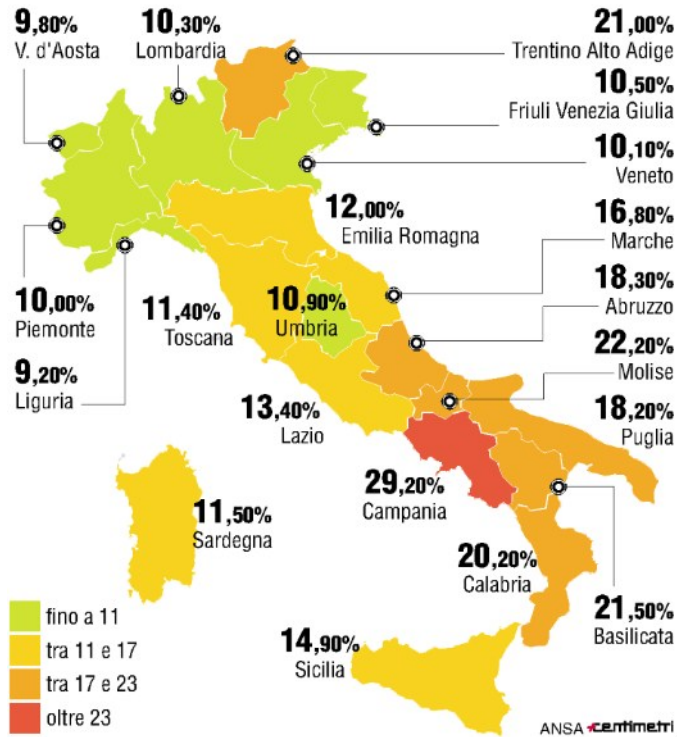 9,80%
V. d'Aosta
10,30%
Lombardia
21,00%
Trentino Alto Adige
10,50%
Friuli Venezia Giulia
10,10%
Veneto
12,00%
Emilia Romagna
16,80%
Marche
18,30%
Abruzzo
10,00%
Piemonte
11,40%
Toscana
10,90%
Umbria
22,20%
Molise
9,20%
Liguria
13,40%
Lazio
18,20%
Puglia
29,20%
Campania
11,50%
Sardegna
20,20%
Calabria
21,50%
Basilicata
14,90%
Sicilia
fino a 11
tra 11 e 17
tra 17 e 23
oltre 23
ANSA centimetri